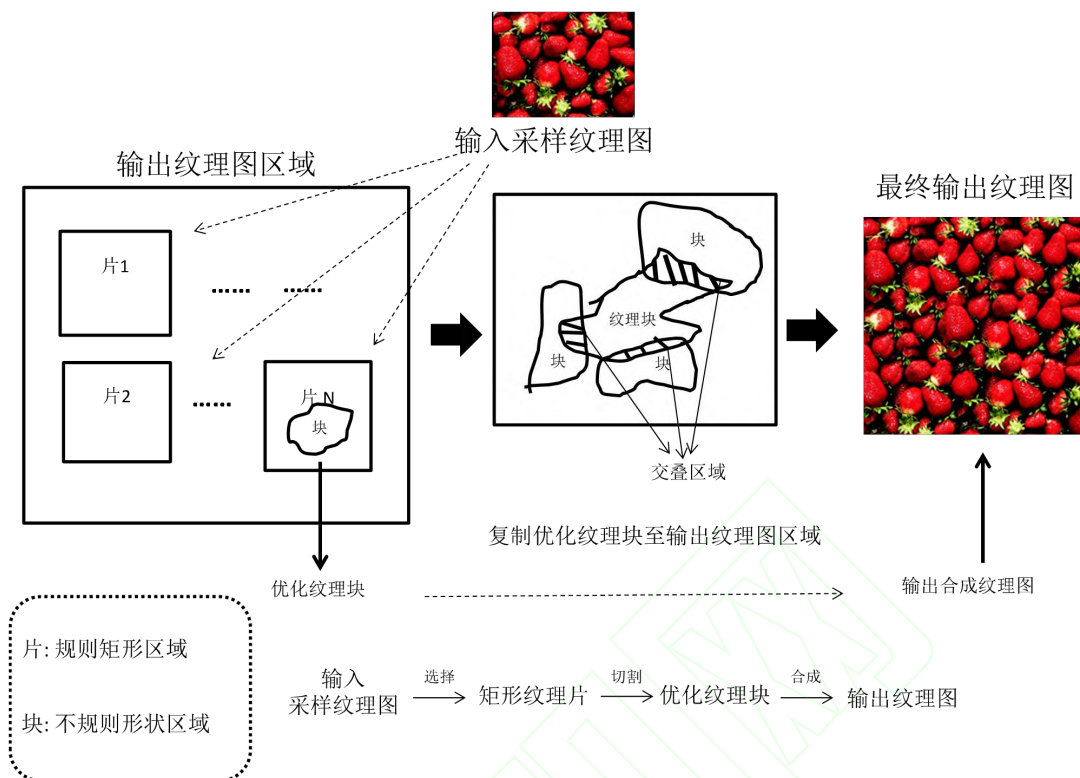 输入采样纹理图
输出纹理图区域
最终输出纹理图
片1
…… ……
片2
……
片 N
块
块
纹理块
块
块
交叠区域
复制优化纹理块至输出纹理图区域
优化纹理块
输出合成纹理图
片: 规则矩形区域
块: 不规则形状区域
输入
采样纹理图
选择
矩形纹理片
切割
优化纹理块
合成
输出纹理图